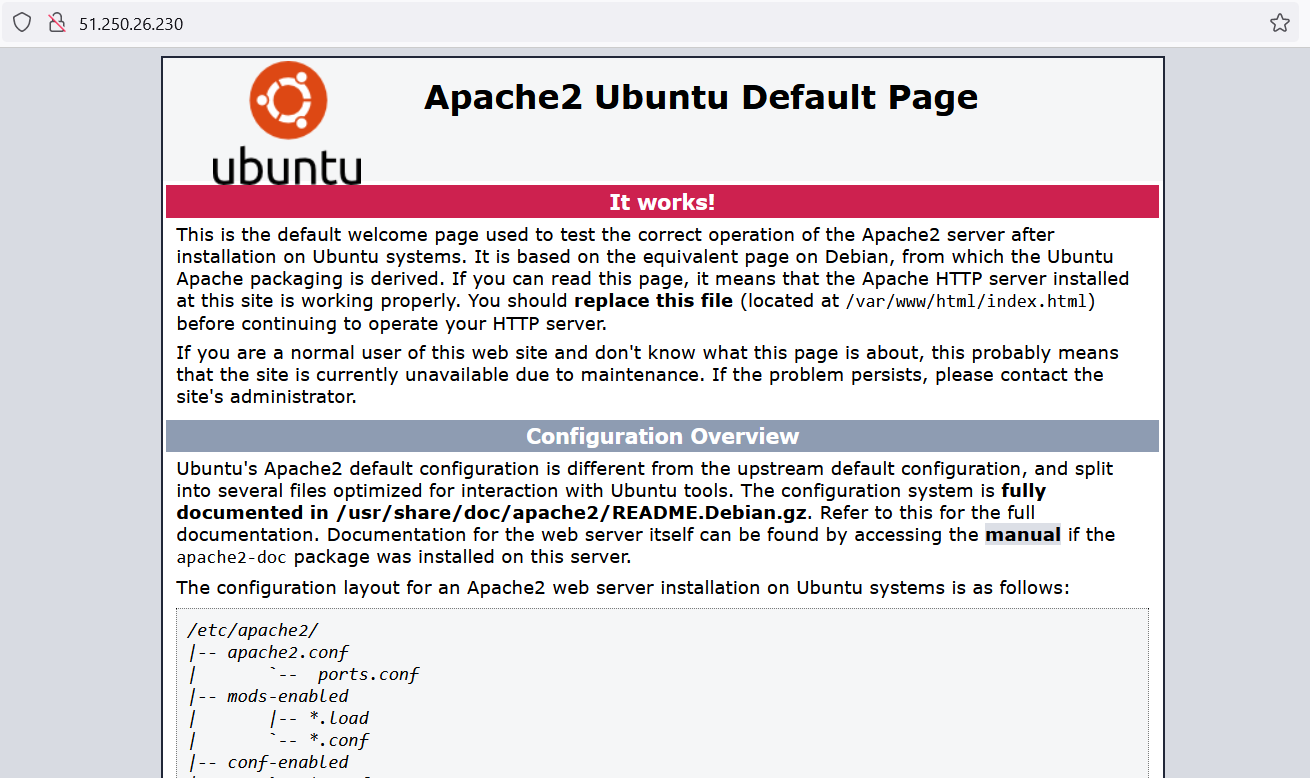 51.250.26.230
Apache2 Ubuntu Default Page
ubuntu
It works!
This is the default welcome page used to test the correct operation of the Apache2 server after
installation on Ubuntu systems. It is based on the equivalent page on Debian, from which the Ubuntu
Apache packaging is derived. If you can read this page, it means that the Apache HTTP server installed
at this site is working properly. You should replace this file (located at /var/www/html/index.html)
before continuing to operate your HTTP server.
If you are a normal user of this web site and don't know what this page is about, this probably means
that the site is currently unavailable due to maintenance. If the problem persists, please contact the
site's administrator.
Configuration Overview
Ubuntu's Apache2 default configuration is different from the upstream default configuration, and split
into several files optimized for interaction with Ubuntu tools. The configuration system is fully
documented in /usr/share/doc/apache2/README.Debian.gz. Refer to this for the full
documentation. Documentation for the web server itself can be found by accessing the manual if the
apache2-doc package was installed on this server.
The configuration layout for an Apache2 web server installation on Ubuntu systems is as follows:
/etc/apache2/
|-- apache2.conf
|       `--  ports.conf
|-- mods-enabled
|       |-- *.load
|       `-- *.conf
|-- conf-enabled